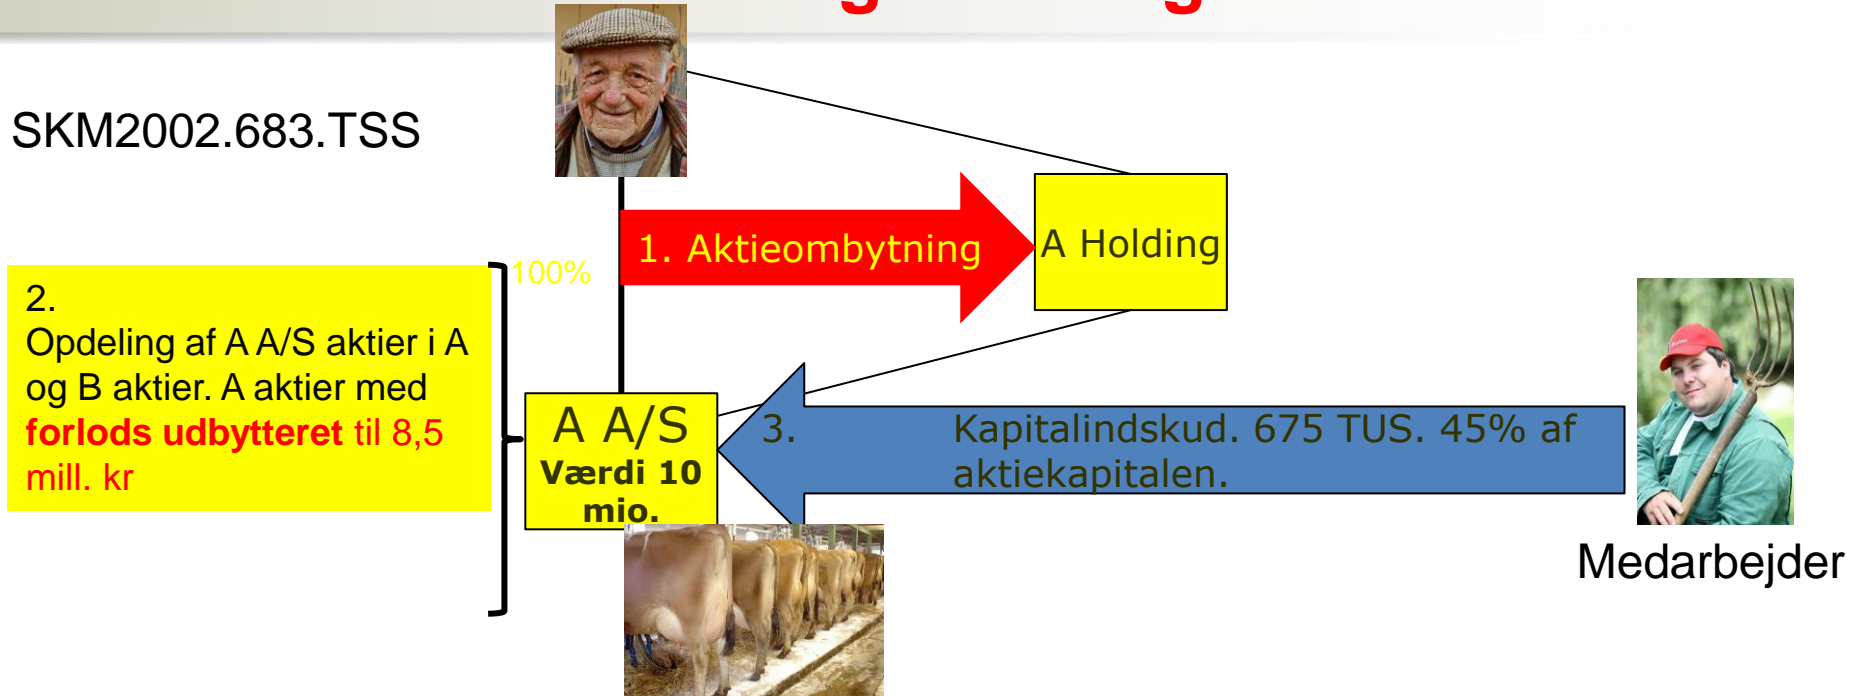 SKM2002.683.TSS
1. Aktieombytning
A Holding
100%
2.
Opdeling af A A/S aktier i A
og B aktier. A aktier med
forlods udbytteret til 8,5
mill. kr
A A/S
Værdi 10
mio.
3. Kapitalindskud. 675 TUS. 45% af
aktiekapitalen.
Medarbejder